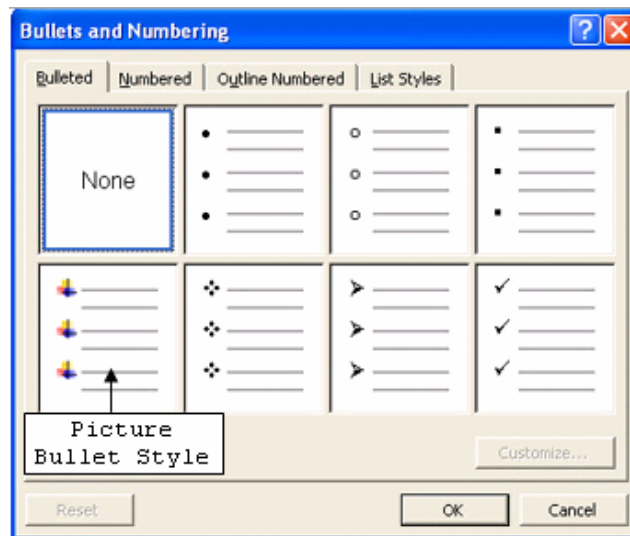 Bullets and Numbering
Bulleted Numbered Outline Numbered List Styles
None
Picture
Bullet Style
Customize...
Reset OK Cancel